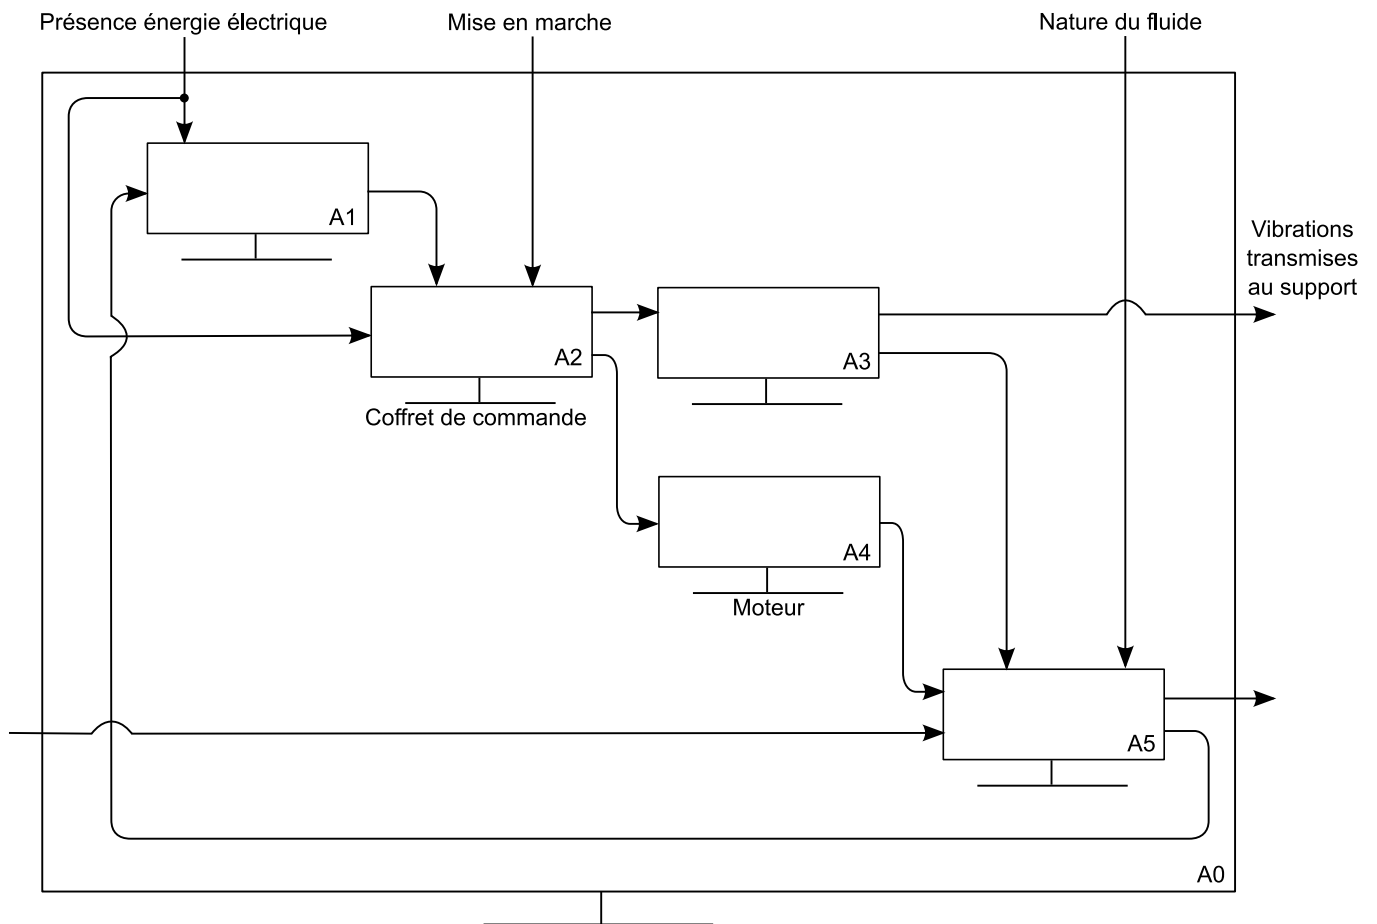 Présence énergie électrique
Mise en marche
Nature du fluide
A1
Vibrations
transmises
au support
A2
A3
Coffret de commande
A4
Moteur
A5
A0